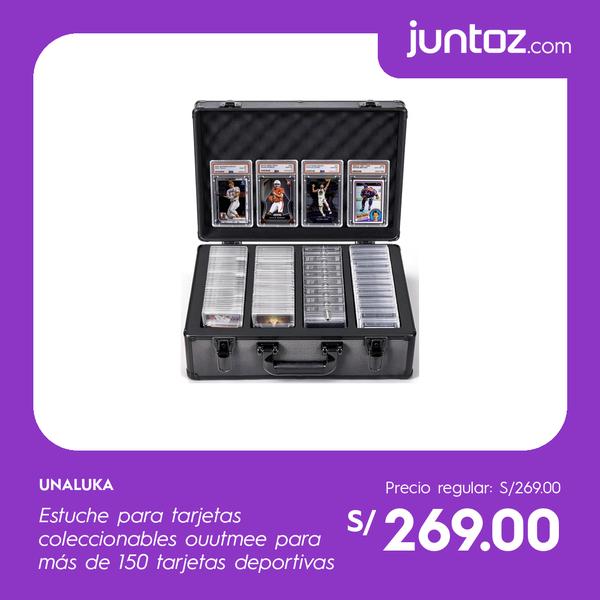 juntoz.com
UNALUKA
Estuche para tarjetas
coleccionables ouutmee para
más de 150 tarjetas deportivas
Precio regular: S/269.00
S/ 269.00